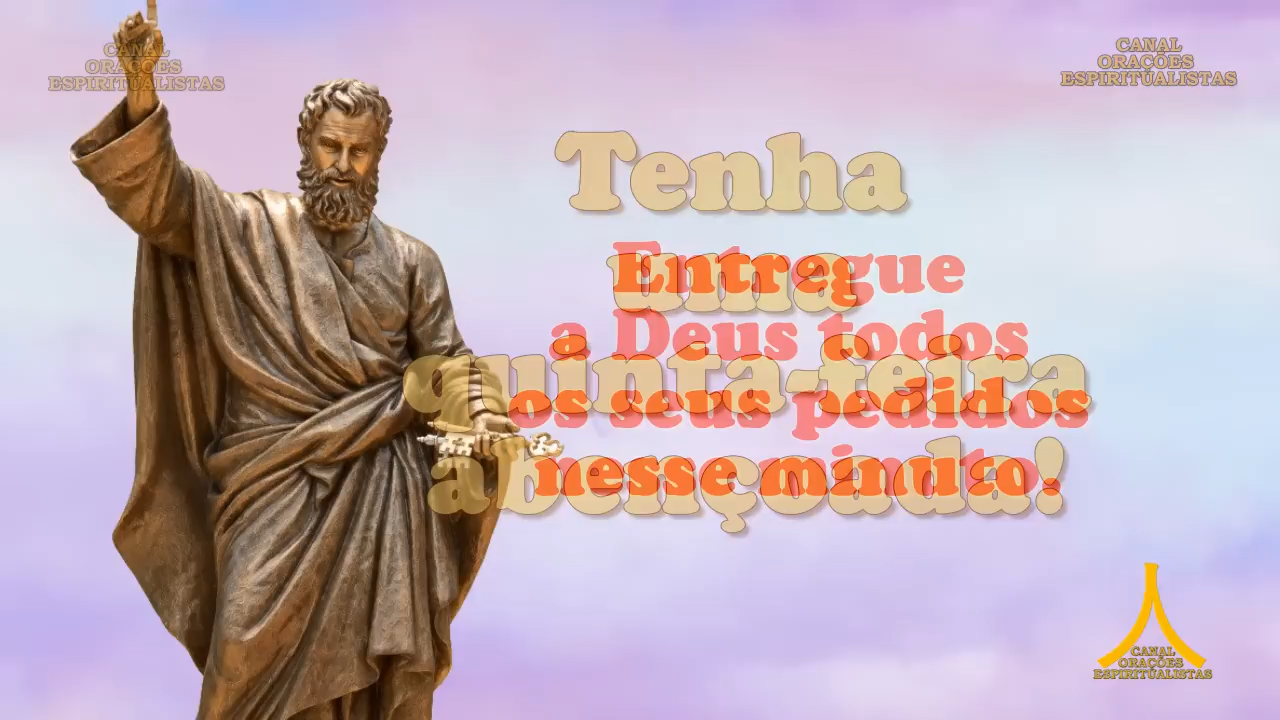 CANAL
ORAÇÕES
ESPIRITUALISTAS
CANAL
ORAÇÕES
ESPIRITUALISTAS
Tenha
uma
quinta-feira
abençoada!
Entregue
a Deus todos
os seus pedidos
nesse minuto.
CANAL
ORAÇÕES
ESPIRITUALISTAS